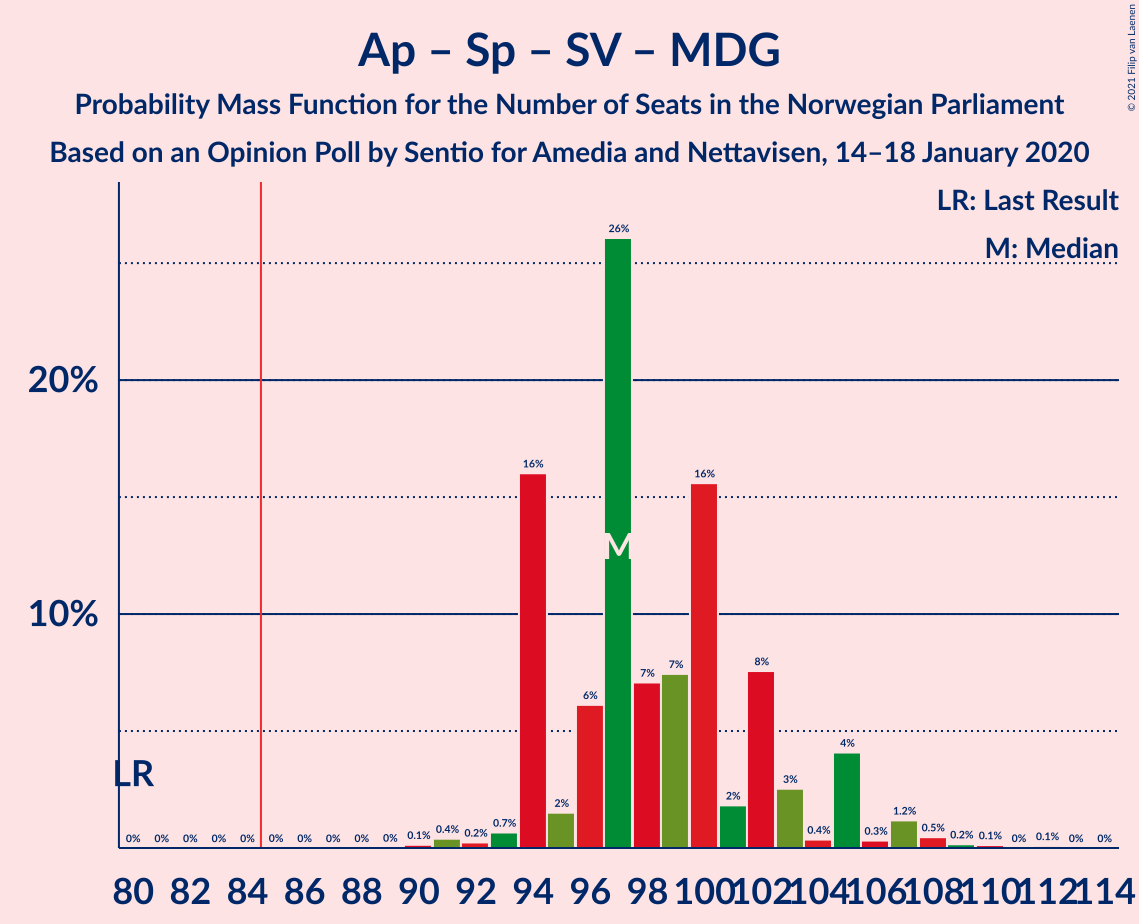 Ap – Sp – SV – MDG
Probability Mass Function for the Number of Seats in the Norwegian Parliament
Based on an Opinion Poll by Sentio for Amedia and Nettavisen, 14–18 January 2020
© 2021 Filip van Laenen
LR: Last Result
M: Median
20%
10%
LR
M
0% 0% 0% 0% 0% 0% 0% 0% 0% 0% 0.1% 0.4% 0.2% 0.7% 16% 2% 6% 26% 7% 7% 16% 2% 8% 3% 0.4% 4% 0.3% 1.2% 0.5% 0.2% 0.1% 0% 0.1% 0% 0%
80 82 84 86 88 90 92 94 96 98 100 102 104 106 108 110 112 114